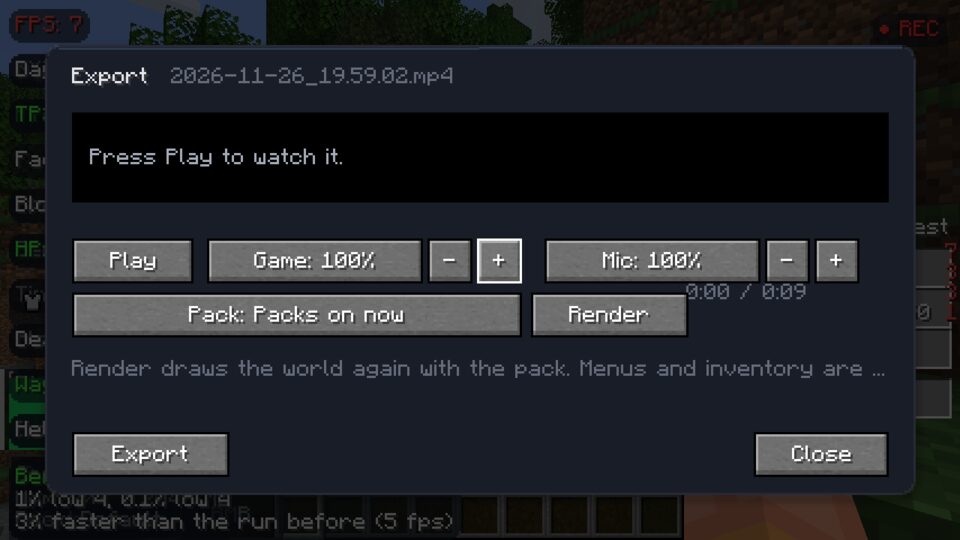 FPS: 7
REC
Export 2026-11-26_19.59.02.mp4
Press Play to watch it.
Play Game: 100% - + Mic: 100% - +
0:00 / 0:09
Pack: Packs on now Render
Render draws the world again with the pack. Menus and inventory are ...
Export Close
1% low 4, 0.1% low 4
3% faster than the run before (5 fps)